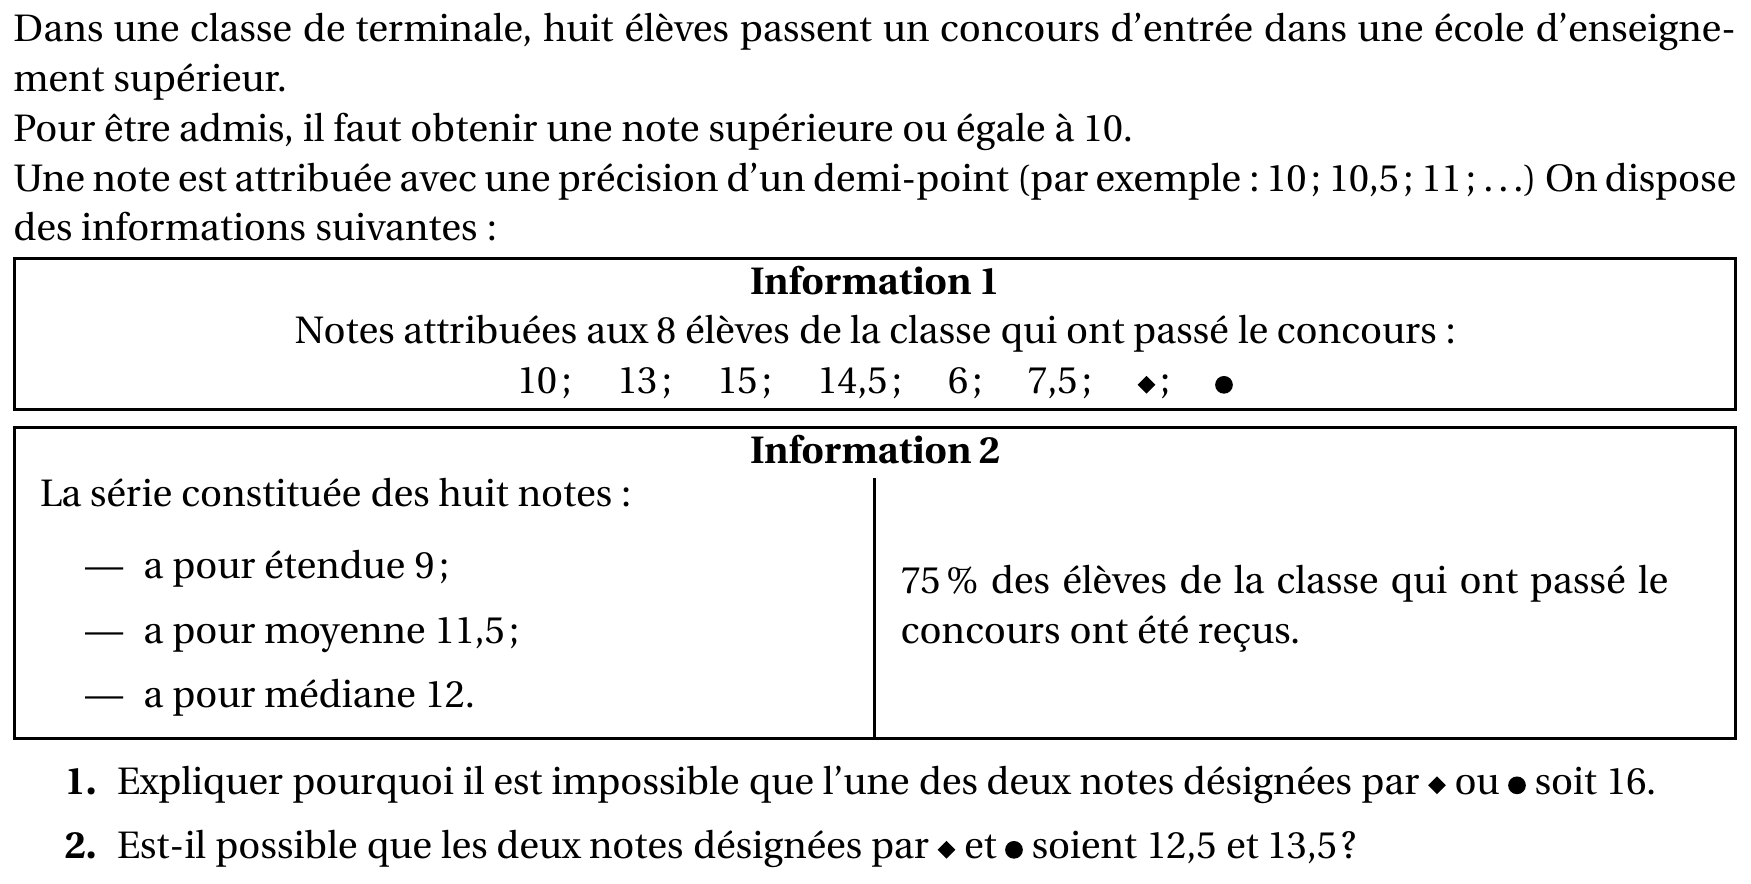 Dans une classe de terminale, huit élèves passent un concours d'entrée dans une école d'enseigne-
ment supérieur.
Pour être admis, il faut obtenir une note supérieure ou égale à 10.
Une note est attribuée avec une précision d'un demi-point (par exemple : 10 ; 10,5 ; 11 ; ...) On dispose
des informations suivantes :
Information 1
Notes attribuées aux 8 élèves de la classe qui ont passé le concours :
10 ; 13 ; 15 ; 14,5 ; 6 ; 7,5 ; ◆ ; ●
Information 2
La série constituée des huit notes :
— a pour étendue 9 ;
— a pour moyenne 11,5 ;
— a pour médiane 12.
75 % des élèves de la classe qui ont passé le
concours ont été reçus.
1. Expliquer pourquoi il est impossible que l'une des deux notes désignées par ◆ ou ● soit 16.
2. Est-il possible que les deux notes désignées par ◆ et ● soient 12,5 et 13,5 ?